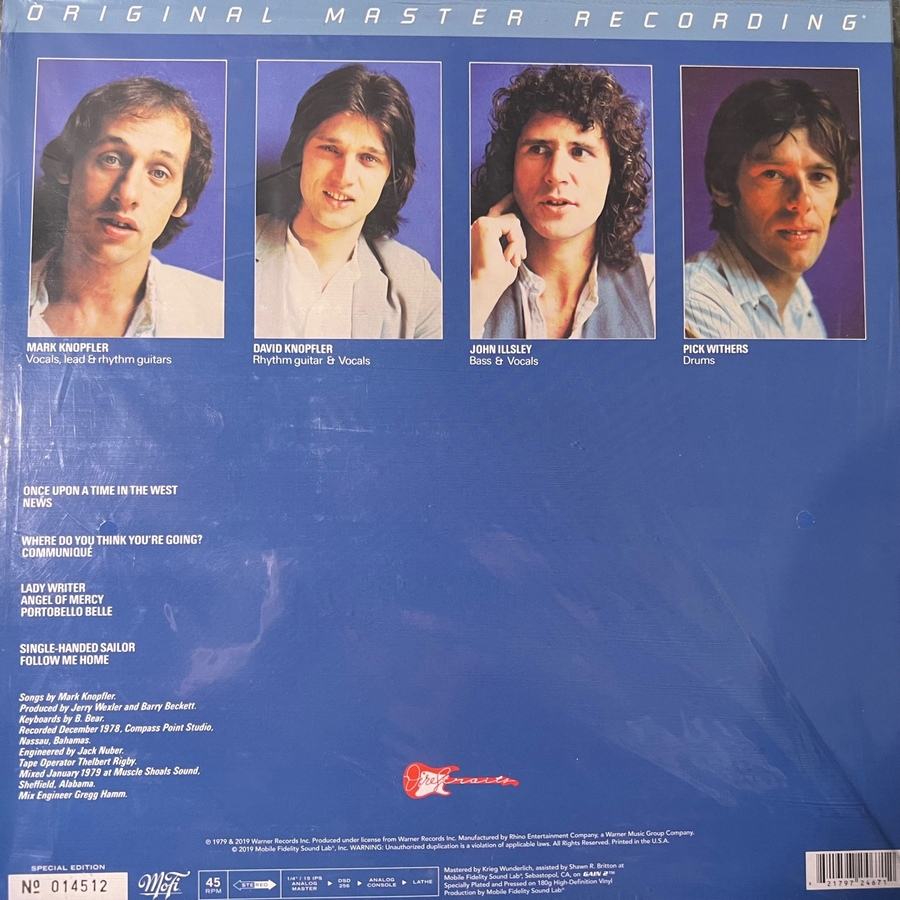 ORIGINAL MASTER RECORDING
MARK KNOPFLER
Vocals, lead & rhythm guitars
DAVID KNOPFLER
Rhythm guitar & Vocals
JOHN ILLSLEY
Bass & Vocals
PICK WITHERS
Drums
ONCE UPON A TIME IN THE WEST
NEWS
WHERE DO YOU THINK YOU'RE GOING?
COMMUNIQUÉ
LADY WRITER
ANGEL OF MERCY
PORTOBELLO BELLE
SINGLE-HANDED SAILOR
FOLLOW ME HOME
Songs by Mark Knopfler.
Produced by Jerry Wexler and Barry Beckett.
Keyboards by B. Bear.
Recorded December 1978, Compass Point Studio,
Nassau, Bahamas.
Engineered by Jack Nuber.
Tape Operator Thelbert Rigby.
Mixed January 1979 at Muscle Shoals Sound,
Sheffield, Alabama.
Mix Engineer Gregg Hamm.
Dire Straits
℗ 1979 & 2019 Warner Records Inc. Produced under license from Warner Records Inc. Manufactured by Rhino Entertainment Company, a Warner Music Group Company.
© 2019 Mobile Fidelity Sound Lab®, Inc. WARNING: Unauthorized duplication is a violation of applicable laws. All Rights Reserved. Printed in the U.S.A.
SPECIAL EDITION
Nº 014512
MoFi
45
RPM
STEREO
1/4" / 15 IPS
ANALOG
MASTER
DSD
256
ANALOG
CONSOLE
LATHE
Mastered by Krieg Wunderlich, assisted by Shawn R. Britton at
Mobile Fidelity Sound Lab®, Sebastopol, CA, on GAIN 2™
Specially Plated and Pressed on 180g High-Definition Vinyl
Production by Mobile Fidelity Sound Lab®
21797 24671